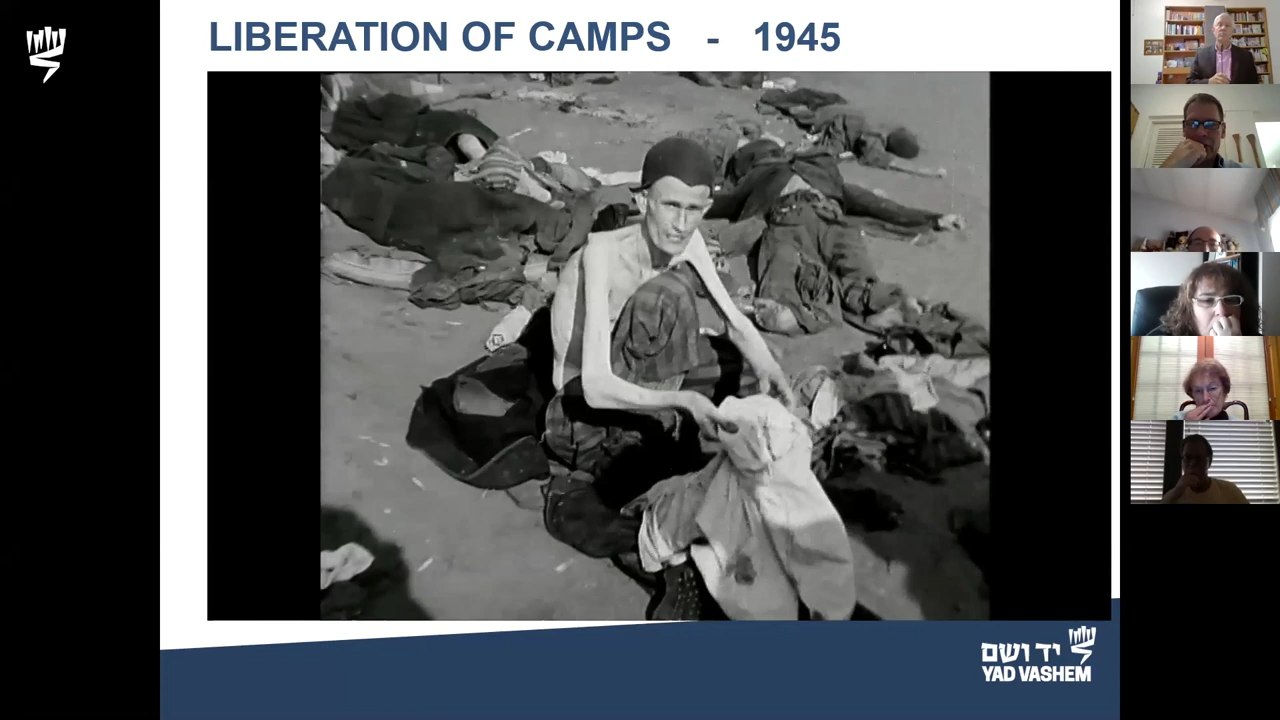 LIBERATION OF CAMPS - 1945
יד ושם
YAD VASHEM